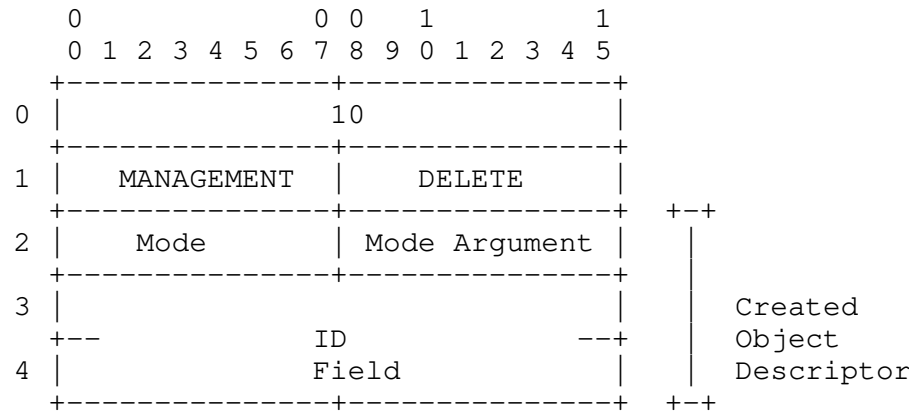 0 0 0 1 1
0 1 2 3 4 5 6 7 8 9 0 1 2 3 4 5
0 10
1 MANAGEMENT DELETE
2 Mode Mode Argument
3 Created
ID Object
4 Field Descriptor